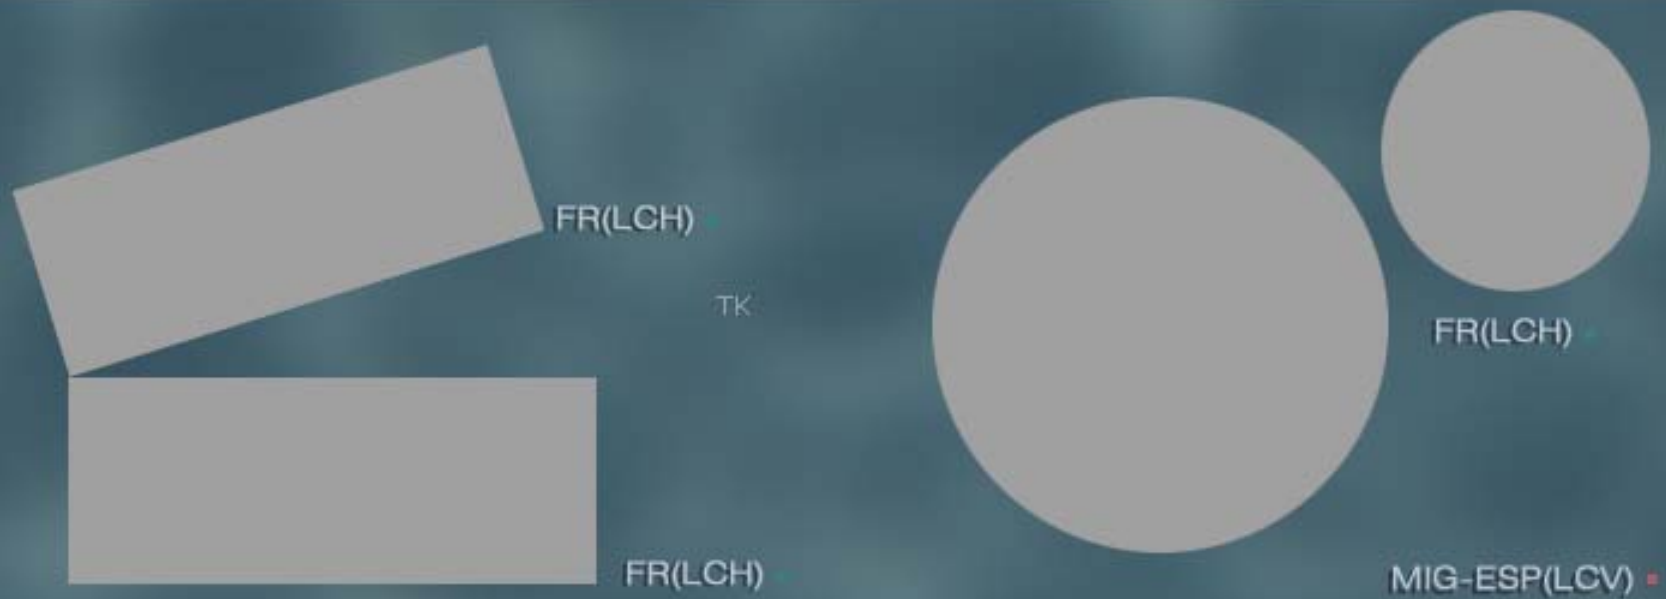 FR(LCH)
TK
FR(LCH)
FR(LCH)
MIG-ESP(LCV)